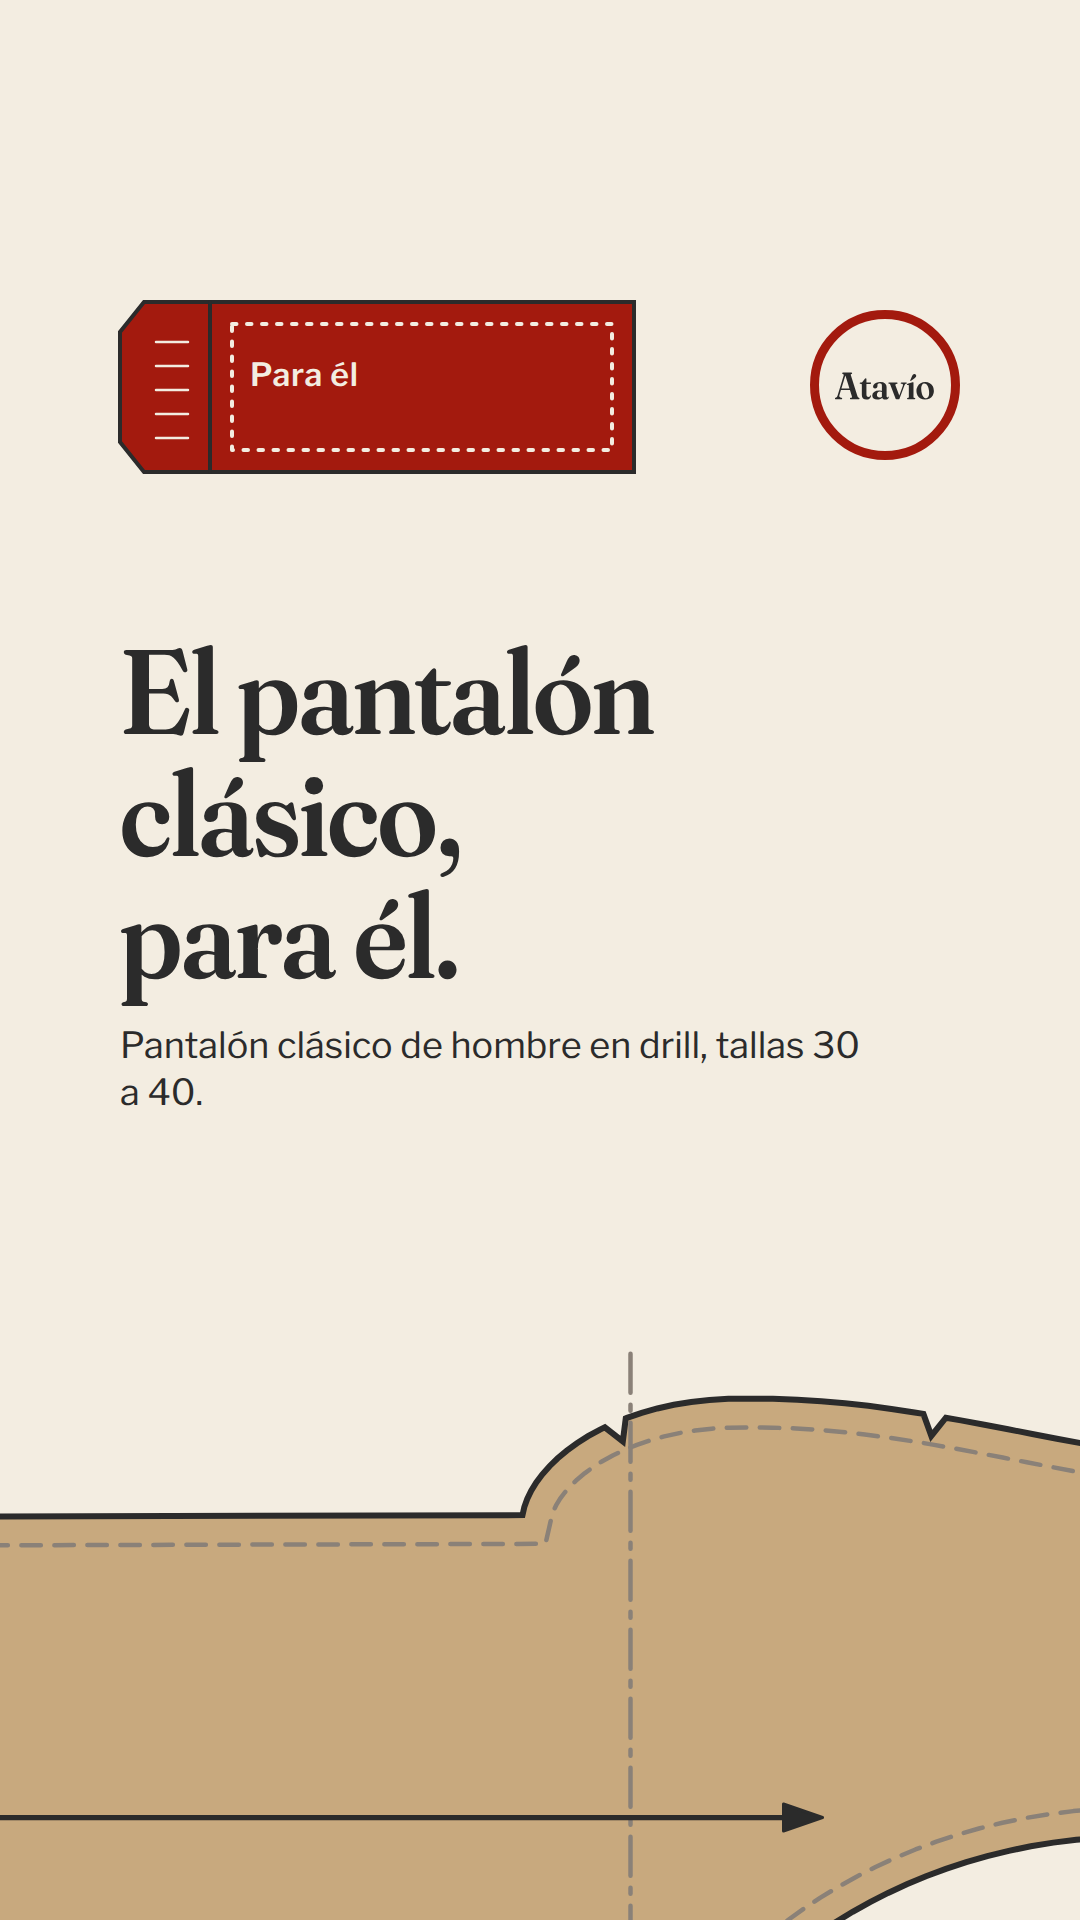 Para él
Atavío
El pantalón
clásico,
para él.
Pantalón clásico de hombre en drill, tallas 30
a 40.